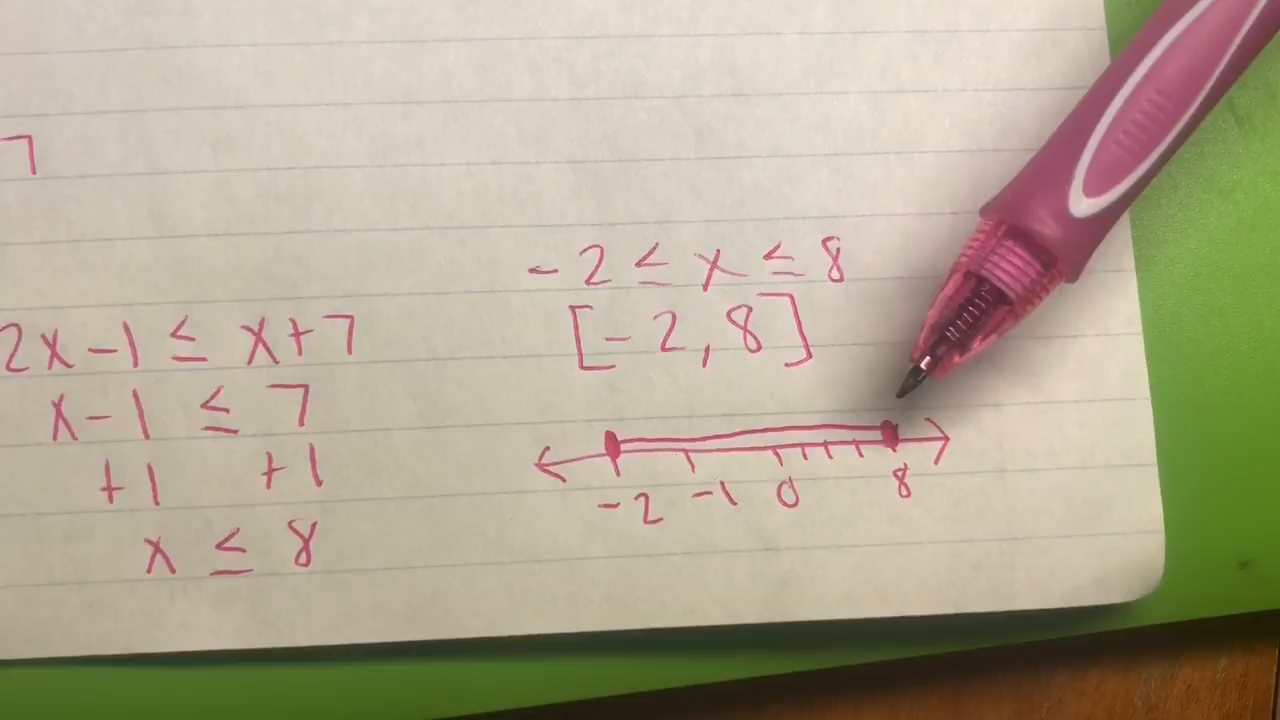 7
2x-1 ≤ x+7
x-1 ≤ 7
+1 +1
x ≤ 8
-2 ≤ x ≤ 8
[-2, 8]
-2 -1 0 8